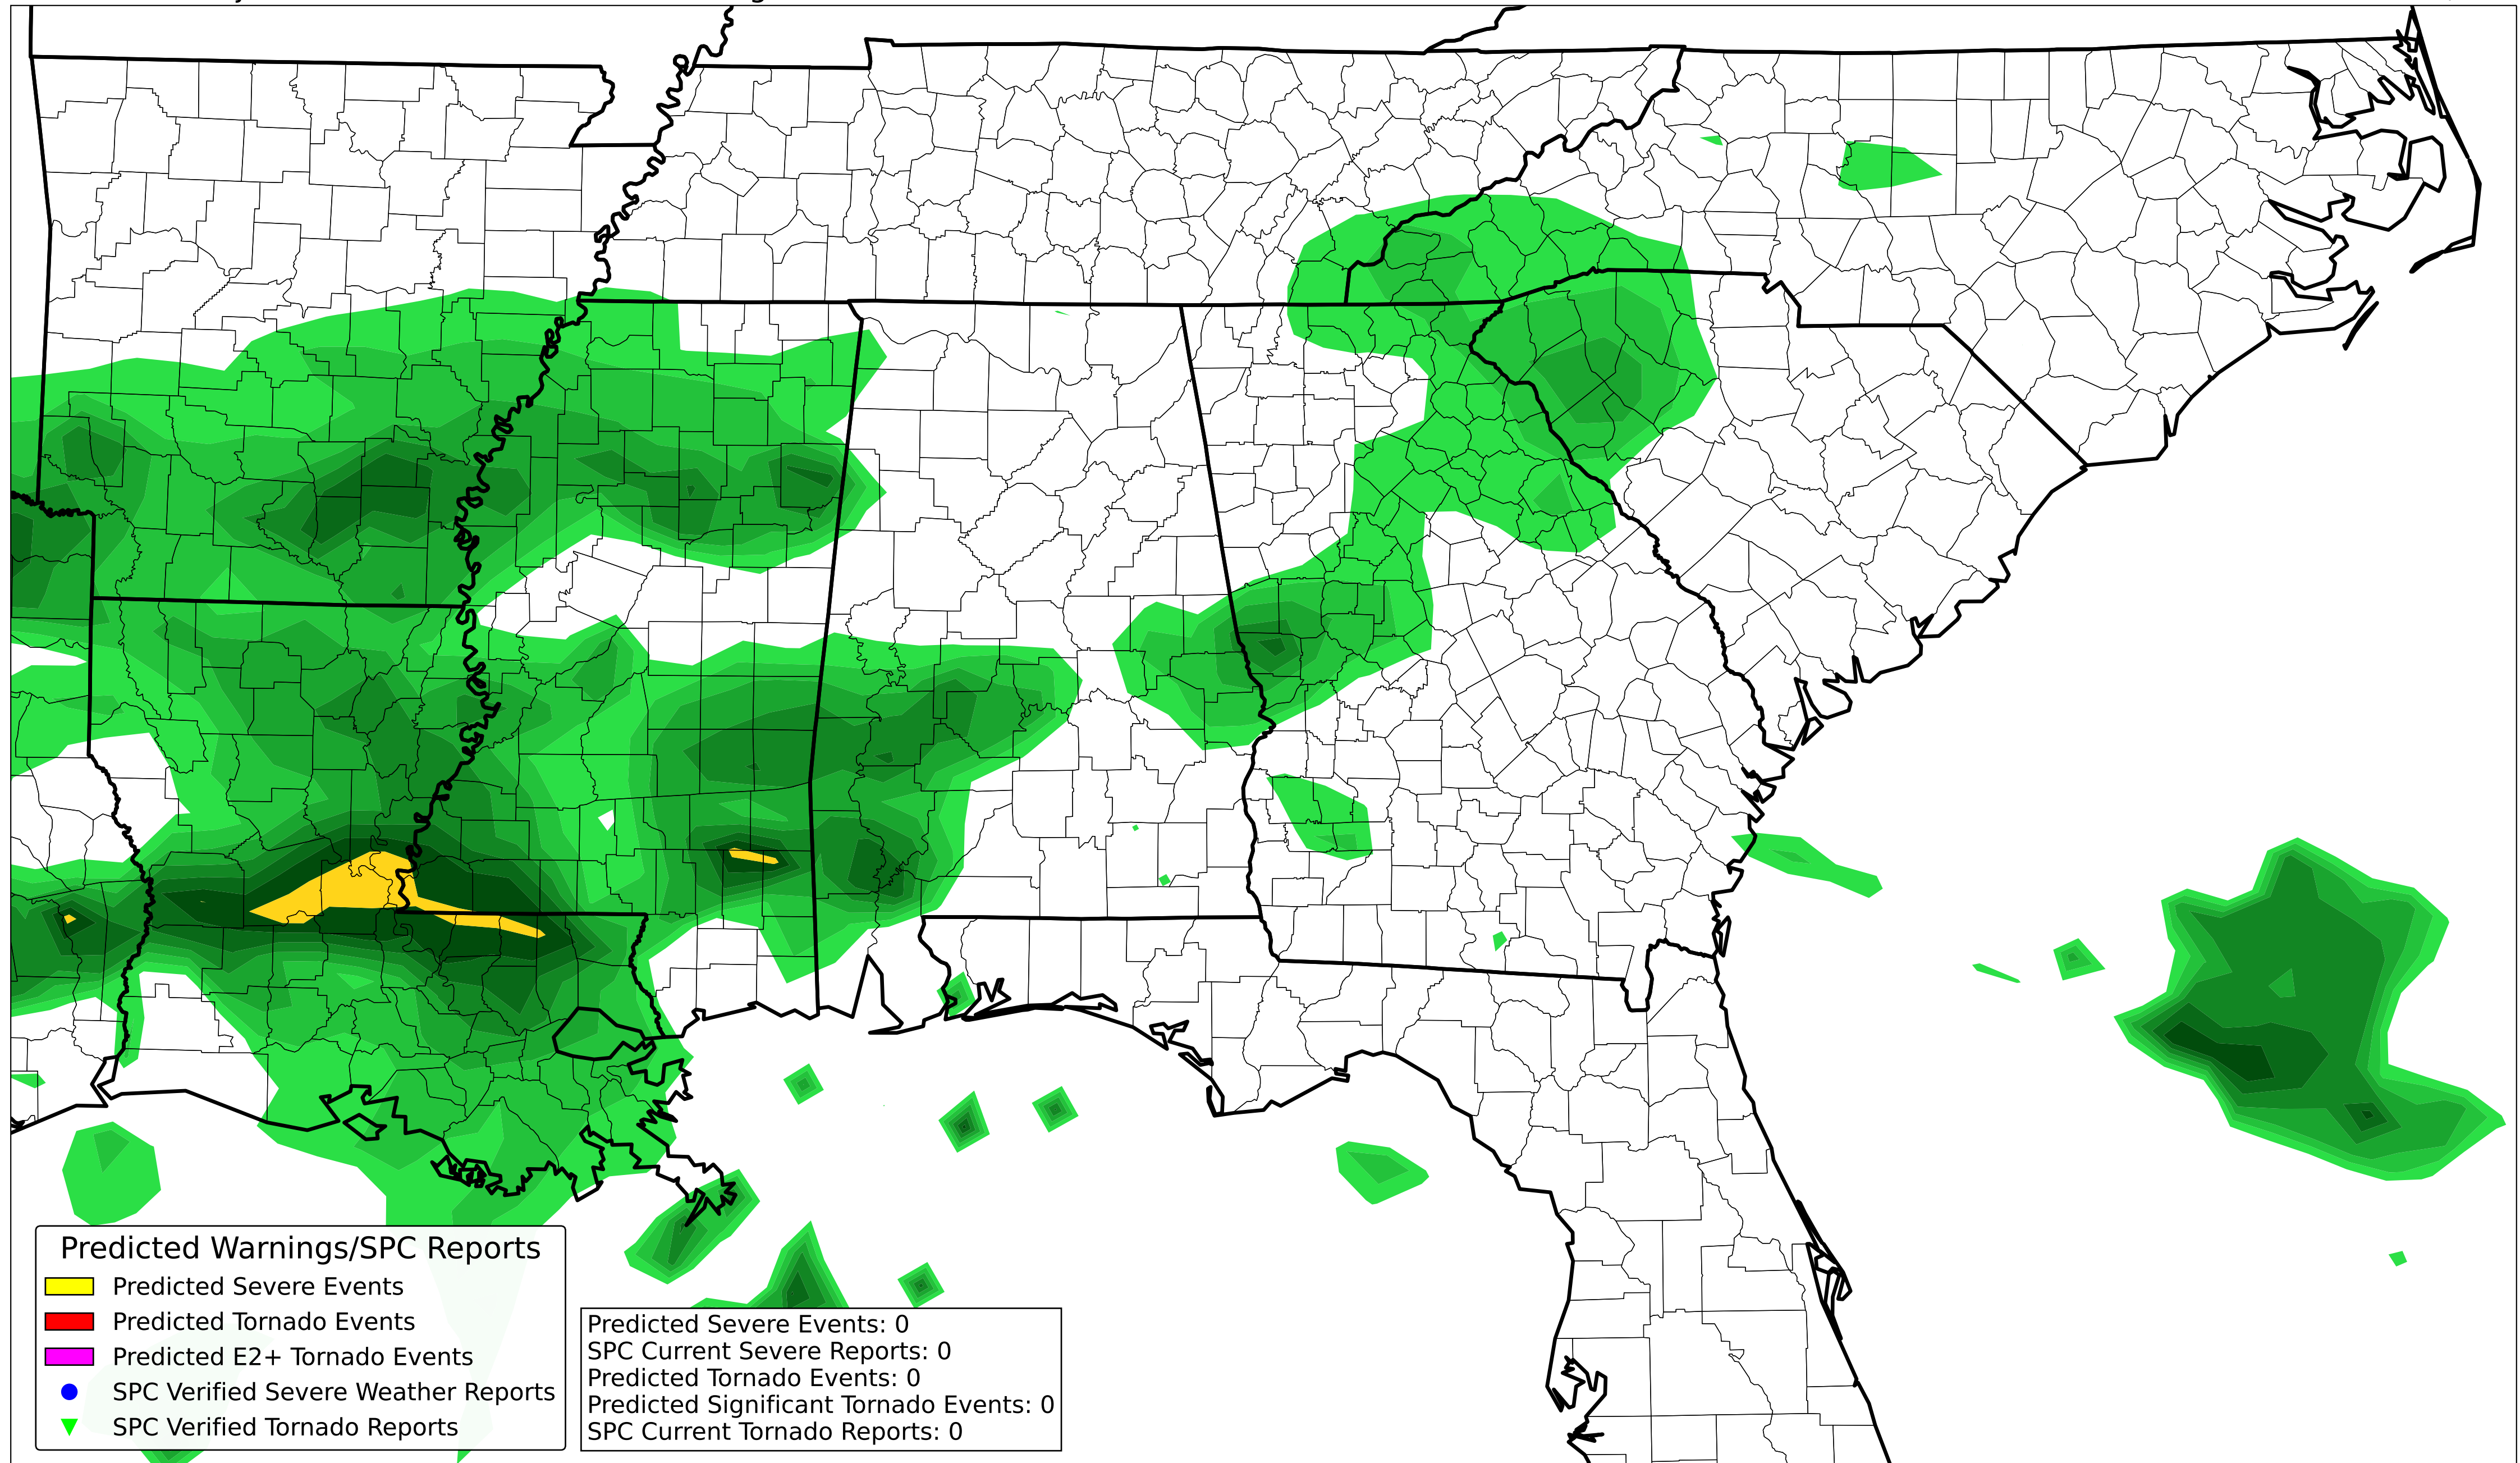 Predicted Warnings/SPC Reports
Predicted Severe Events
Predicted Tornado Events
Predicted E2+ Tornado Events
SPC Verified Severe Weather Reports
SPC Verified Tornado Reports
Predicted Severe Events: 0
SPC Current Severe Reports: 0
Predicted Tornado Events: 0
Predicted Significant Tornado Events: 0
SPC Current Tornado Reports: 0